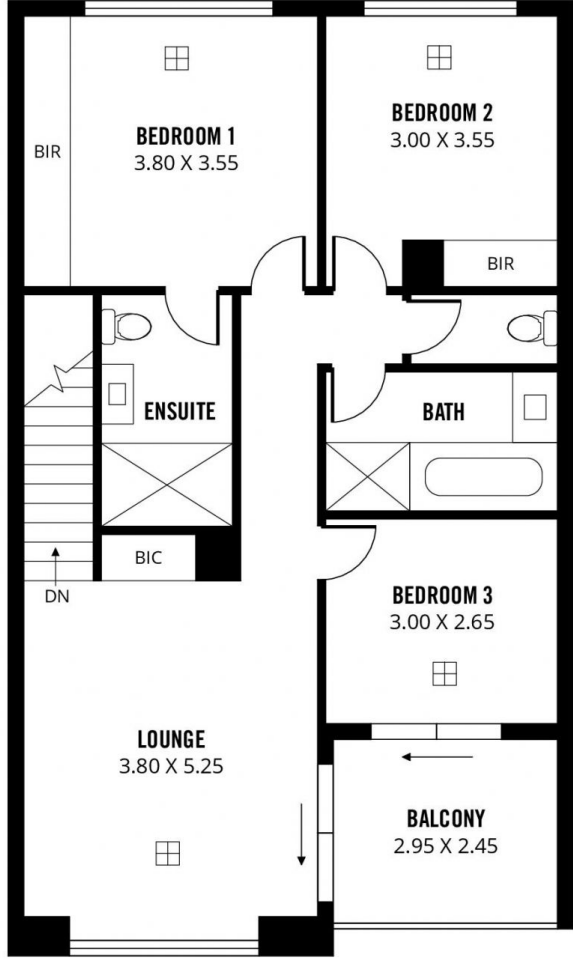 BIR
BEDROOM 1
3.80 X 3.55
BEDROOM 2
3.00 X 3.55
BIR
ENSUITE
BATH
BIC
DN
BEDROOM 3
3.00 X 2.65
LOUNGE
3.80 X 5.25
BALCONY
2.95 X 2.45